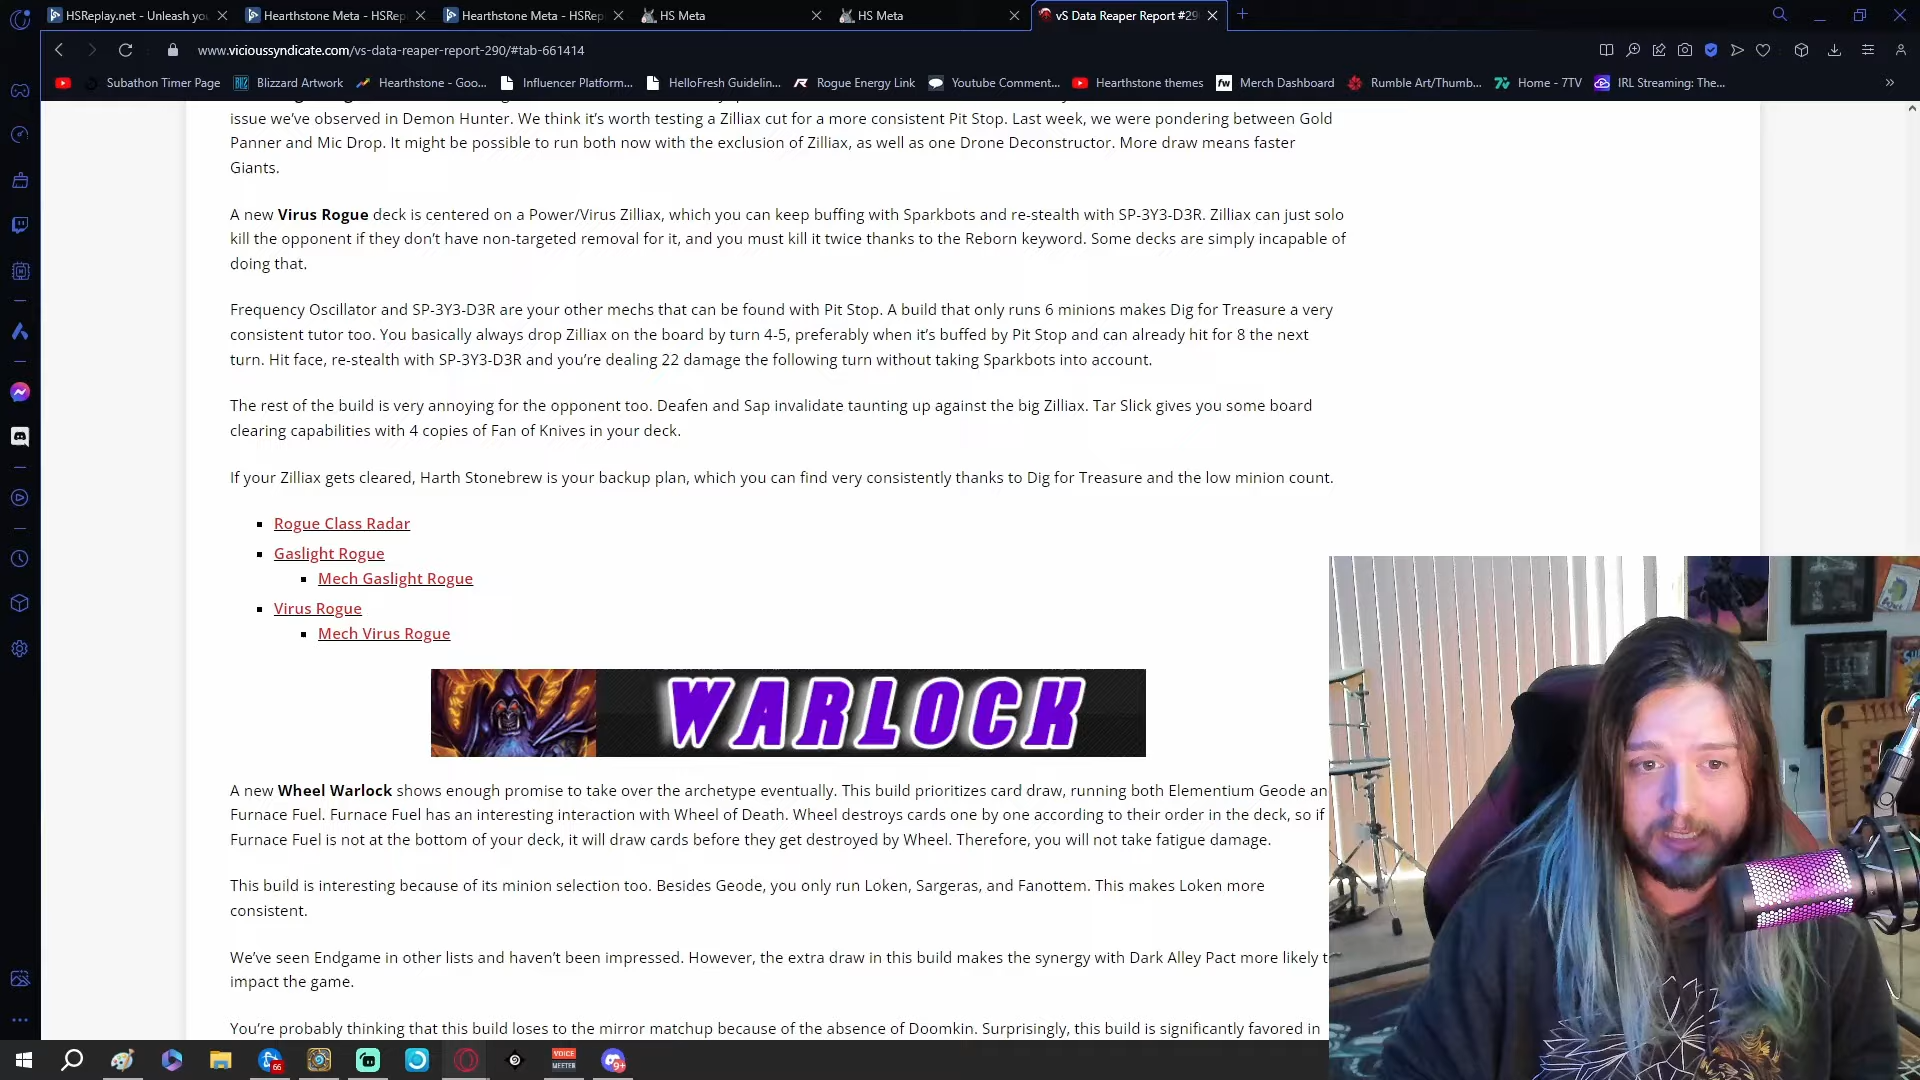 HSReplay.net - Unleash yo
Hearthstone Meta - HSRep
Hearthstone Meta - HSRep
HS Meta
HS Meta
vS Data Reaper Report #29
www.vicioussyndicate.com/vs-data-reaper-report-290/#tab-661414
Subathon Timer Page
Blizzard Artwork
Hearthstone - Goo...
Influencer Platform...
HelloFresh Guidelin...
Rogue Energy Link
Youtube Comment...
Hearthstone themes
fw Merch Dashboard
Rumble Art/Thumb...
Home - 7TV
IRL Streaming: The...
issue we've observed in Demon Hunter. We think it's worth testing a Zilliax cut for a more consistent Pit Stop. Last week, we were pondering between Gold
Panner and Mic Drop. It might be possible to run both now with the exclusion of Zilliax, as well as one Drone Deconstructor. More draw means faster
Giants.
A new Virus Rogue deck is centered on a Power/Virus Zilliax, which you can keep buffing with Sparkbots and re-stealth with SP-3Y3-D3R. Zilliax can just solo
kill the opponent if they don't have non-targeted removal for it, and you must kill it twice thanks to the Reborn keyword. Some decks are simply incapable of
doing that.
Frequency Oscillator and SP-3Y3-D3R are your other mechs that can be found with Pit Stop. A build that only runs 6 minions makes Dig for Treasure a very
consistent tutor too. You basically always drop Zilliax on the board by turn 4-5, preferably when it's buffed by Pit Stop and can already hit for 8 the next
turn. Hit face, re-stealth with SP-3Y3-D3R and you're dealing 22 damage the following turn without taking Sparkbots into account.
The rest of the build is very annoying for the opponent too. Deafen and Sap invalidate taunting up against the big Zilliax. Tar Slick gives you some board
clearing capabilities with 4 copies of Fan of Knives in your deck.
If your Zilliax gets cleared, Harth Stonebrew is your backup plan, which you can find very consistently thanks to Dig for Treasure and the low minion count.
Rogue Class Radar
Gaslight Rogue
Mech Gaslight Rogue
Virus Rogue
Mech Virus Rogue
WARLOCK
A new Wheel Warlock shows enough promise to take over the archetype eventually. This build prioritizes card draw, running both Elementium Geode an
Furnace Fuel. Furnace Fuel has an interesting interaction with Wheel of Death. Wheel destroys cards one by one according to their order in the deck, so if
Furnace Fuel is not at the bottom of your deck, it will draw cards before they get destroyed by Wheel. Therefore, you will not take fatigue damage.
This build is interesting because of its minion selection too. Besides Geode, you only run Loken, Sargeras, and Fanottem. This makes Loken more
consistent.
We've seen Endgame in other lists and haven't been impressed. However, the extra draw in this build makes the synergy with Dark Alley Pact more likely t
impact the game.
You're probably thinking that this build loses to the mirror matchup because of the absence of Doomkin. Surprisingly, this build is significantly favored in
66
VOICE
MEETER
9+